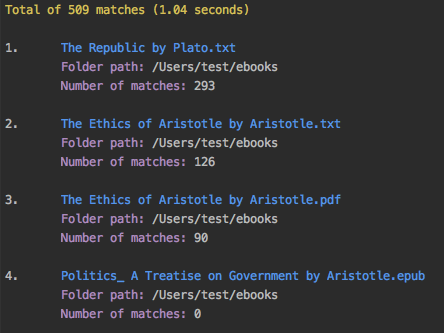 Total of 509 matches (1.04 seconds)
1. The Republic by Plato.txt
Folder path: /Users/test/ebooks
Number of matches: 293
2. The Ethics of Aristotle by Aristotle.txt
Folder path: /Users/test/ebooks
Number of matches: 126
3. The Ethics of Aristotle by Aristotle.pdf
Folder path: /Users/test/ebooks
Number of matches: 90
4. Politics_ A Treatise on Government by Aristotle.epub
Folder path: /Users/test/ebooks
Number of matches: 0